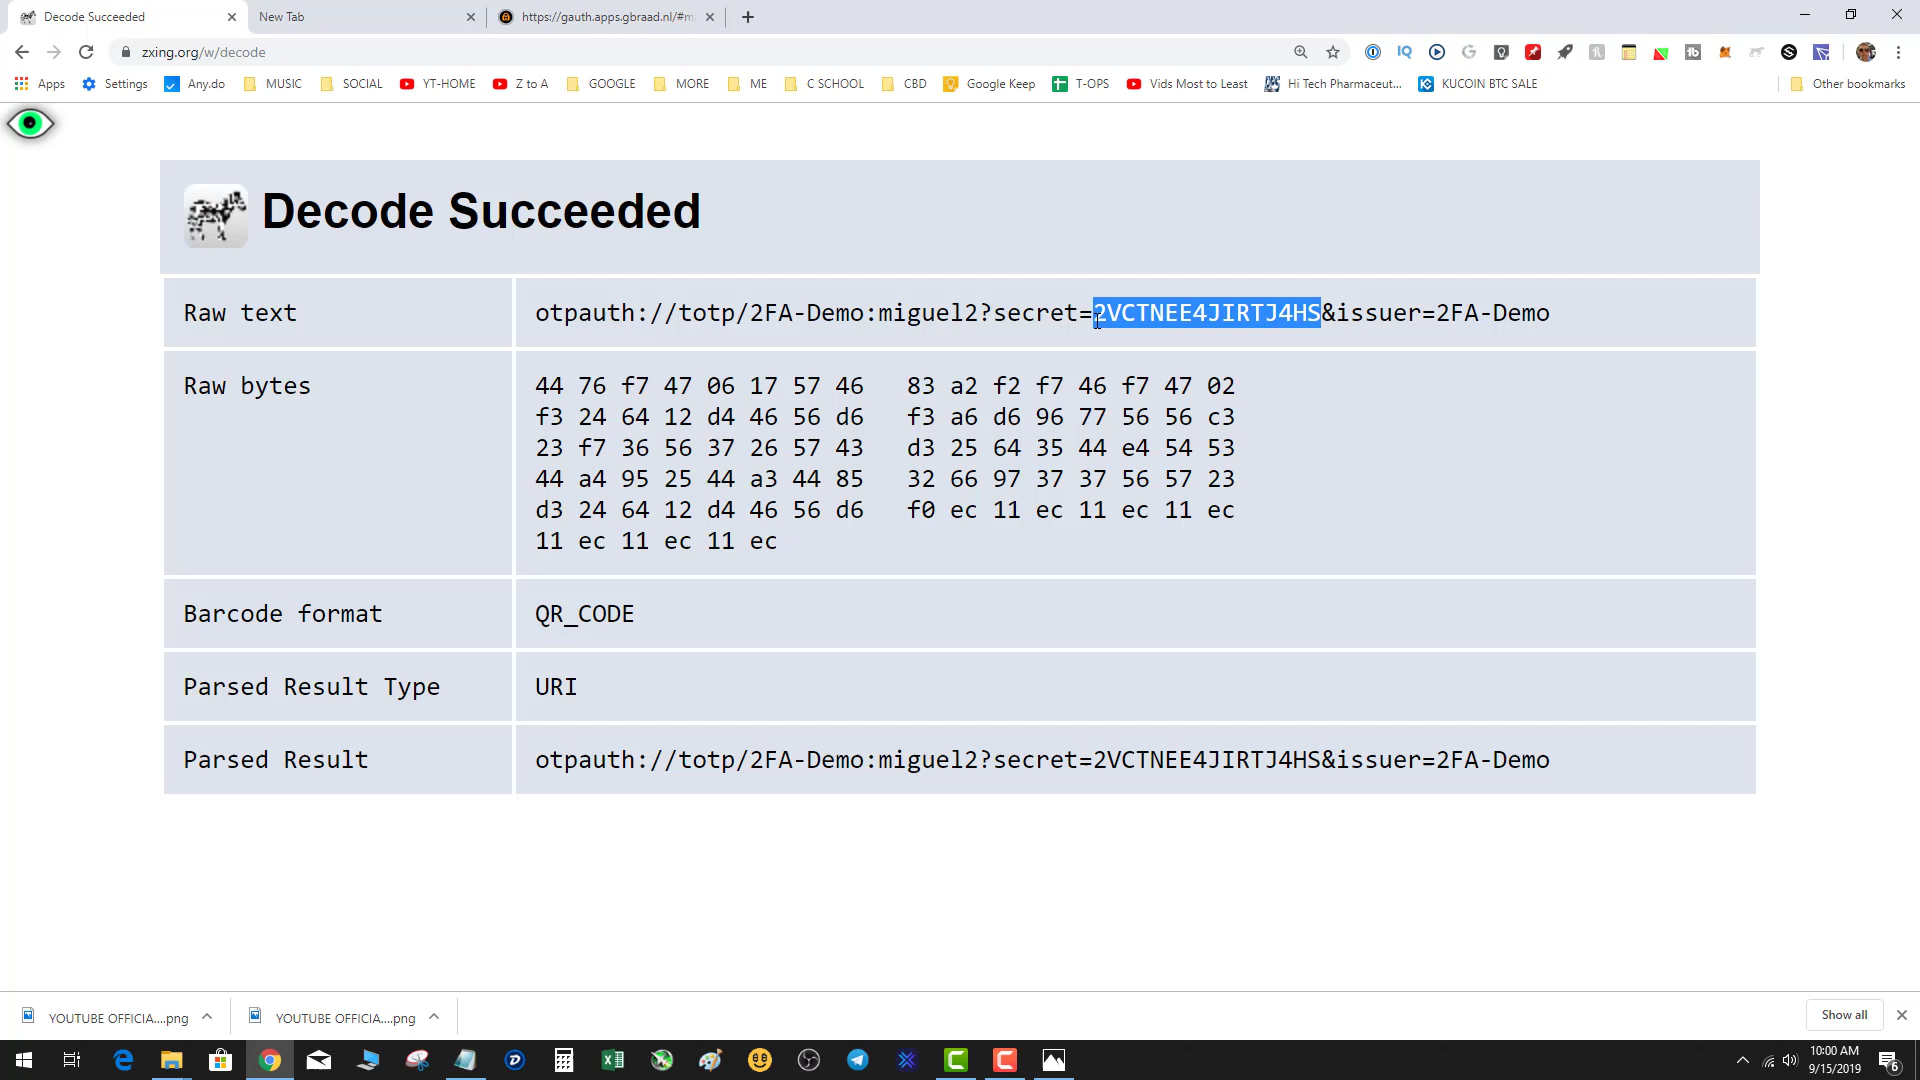 Decode Succeeded
New Tab
https://gauth.apps.gbraad.nl/#m
zxing.org/w/decode
Apps Settings Any.do MUSIC SOCIAL YT-HOME Z to A GOOGLE MORE ME C SCHOOL CBD Google Keep T-OPS Vids Most to Least Hi Tech Pharmaceut... KUCOIN BTC SALE Other bookmarks
Decode Succeeded
Raw text otpauth://totp/2FA-Demo:miguel2?secret=2VCTNEE4JIRTJ4HS&issuer=2FA-Demo
Raw bytes 44 76 f7 47 06 17 57 46 83 a2 f2 f7 46 f7 47 02
f3 24 64 12 d4 46 56 d6 f3 a6 d6 96 77 56 56 c3
23 f7 36 56 37 26 57 43 d3 25 64 35 44 e4 54 53
44 a4 95 25 44 a3 44 85 32 66 97 37 37 56 57 23
d3 24 64 12 d4 46 56 d6 f0 ec 11 ec 11 ec 11 ec
11 ec 11 ec 11 ec
Barcode format QR_CODE
Parsed Result Type URI
Parsed Result otpauth://totp/2FA-Demo:miguel2?secret=2VCTNEE4JIRTJ4HS&issuer=2FA-Demo
YOUTUBE OFFICIA....png
YOUTUBE OFFICIA....png
Show all
10:00 AM
9/15/2019
6